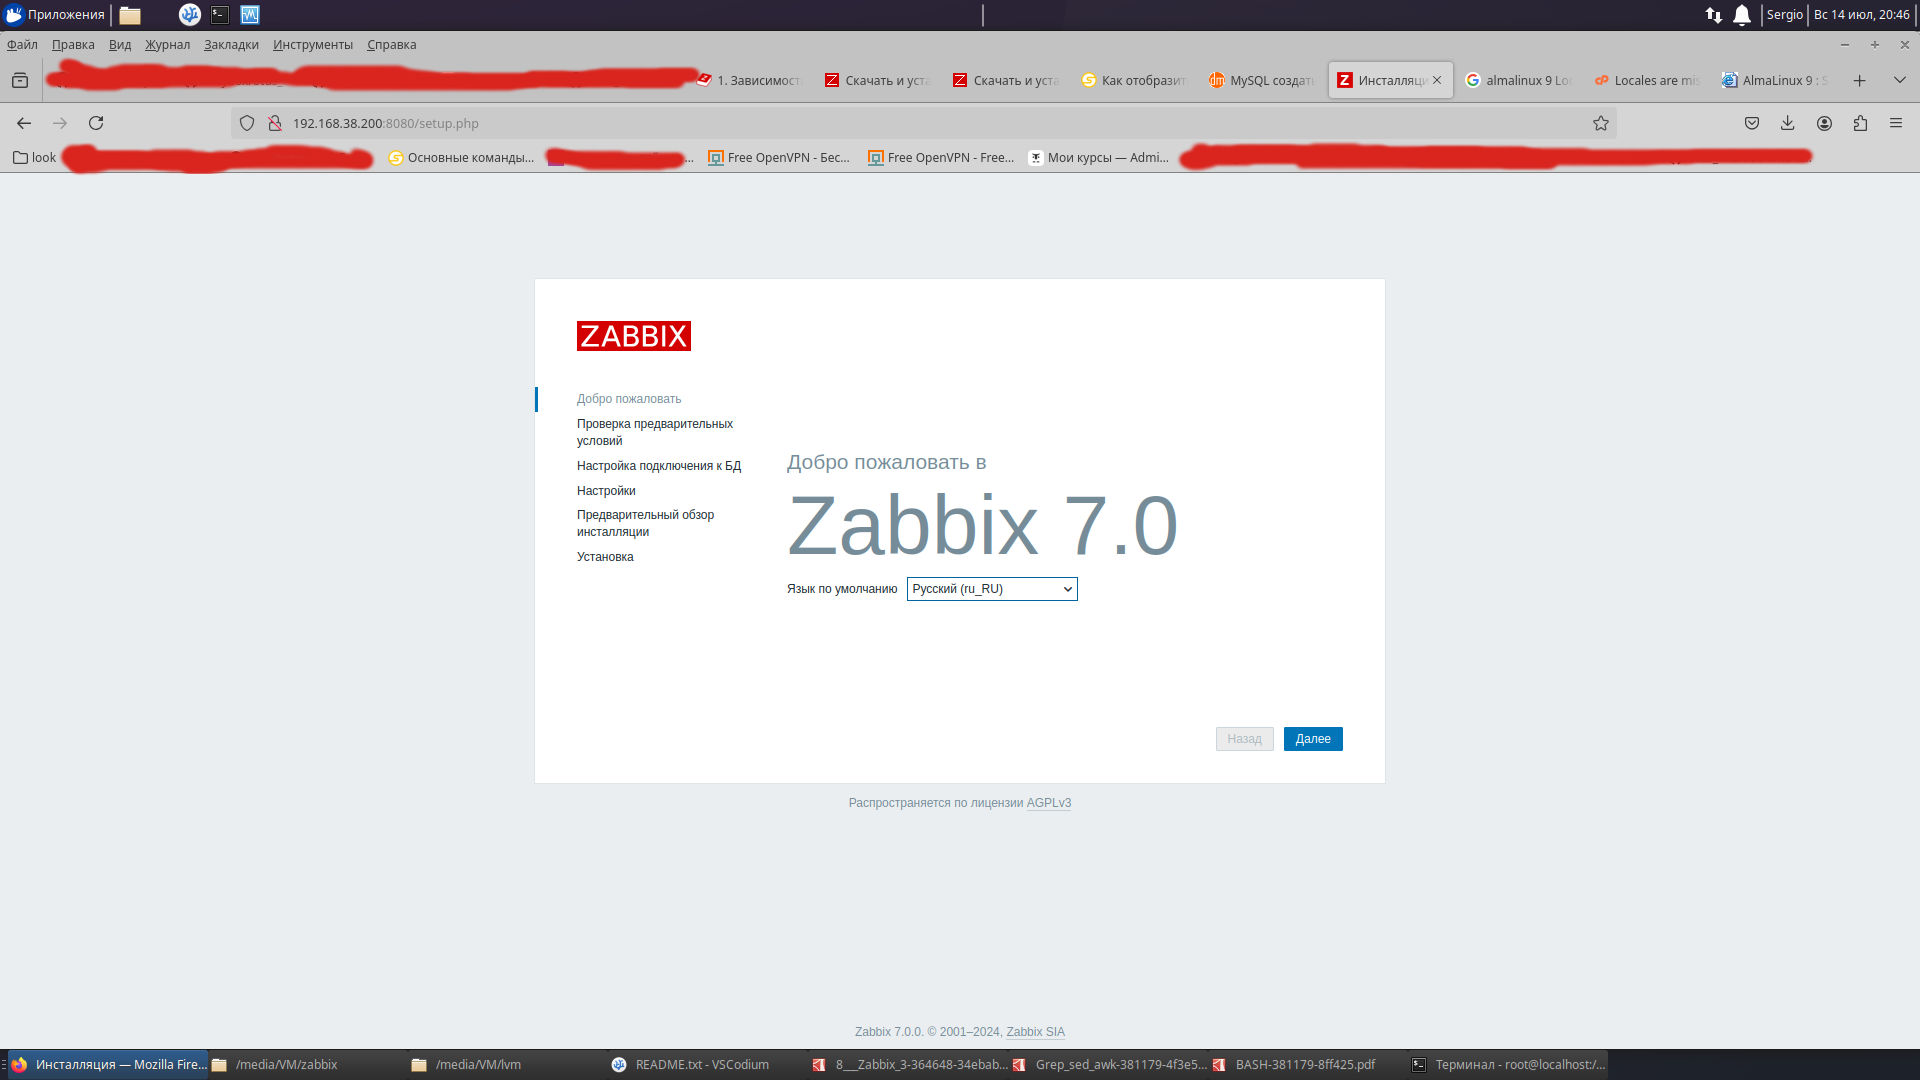 Приложения
Sergio
Вс 14 июл, 20:46
Файл Правка Вид Журнал Закладки Инструменты Справка
1. Зависимост
Скачать и уста
Скачать и уста
Как отобразит
MySQL создат
Инсталляци
almalinux 9 Lo
Locales are mis
AlmaLinux 9 : S
192.168.38.200:8080/setup.php
look
Основные команды...
...
Free OpenVPN - Бес...
Free OpenVPN - Free...
Мои курсы — Admi...
ZABBIX
Добро пожаловать
Проверка предварительных
условий
Настройка подключения к БД
Настройки
Предварительный обзор
инсталляции
Установка
Добро пожаловать в
Zabbix 7.0
Язык по умолчанию Русский (ru_RU)
Назад Далее
Распространяется по лицензии AGPLv3
Zabbix 7.0.0. © 2001–2024, Zabbix SIA
Инсталляция — Mozilla Fire...
/media/VM/zabbix
/media/VM/lvm
README.txt - VSCodium
8___Zabbix_3-364648-34ebab...
Grep_sed_awk-381179-4f3e5...
BASH-381179-8ff425.pdf
Терминал - root@localhost:/...